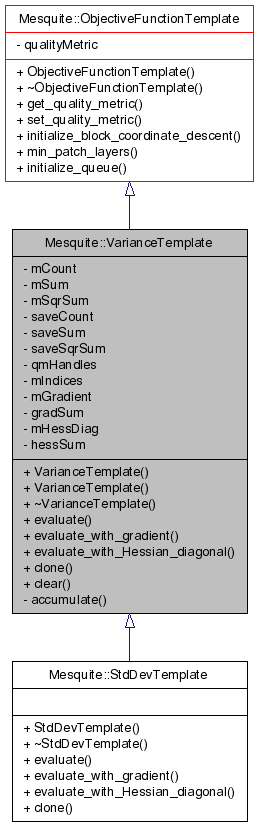 Mesquite::ObjectiveFunctionTemplate
- qualityMetric
+ ObjectiveFunctionTemplate()
+ ~ObjectiveFunctionTemplate()
+ get_quality_metric()
+ set_quality_metric()
+ initialize_block_coordinate_descent()
+ min_patch_layers()
+ initialize_queue()
Mesquite::VarianceTemplate
- mCount
- mSum
- mSqrSum
- saveCount
- saveSum
- saveSqrSum
- qmHandles
- mIndices
- mGradient
- gradSum
- mHessDiag
- hessSum
+ VarianceTemplate()
+ VarianceTemplate()
+ ~VarianceTemplate()
+ evaluate()
+ evaluate_with_gradient()
+ evaluate_with_Hessian_diagonal()
+ clone()
+ clear()
- accumulate()
Mesquite::StdDevTemplate
+ StdDevTemplate()
+ ~StdDevTemplate()
+ evaluate()
+ evaluate_with_gradient()
+ evaluate_with_Hessian_diagonal()
+ clone()